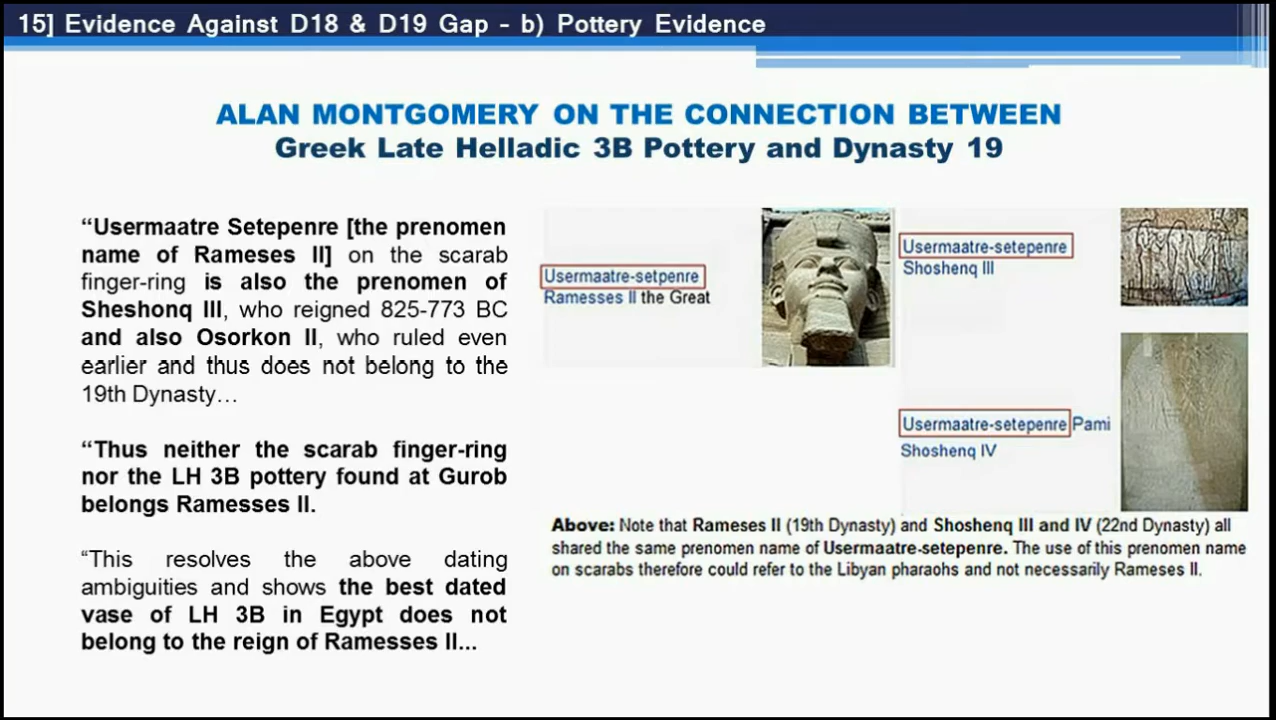 15] Evidence Against D18 & D19 Gap – b) Pottery Evidence
ALAN MONTGOMERY ON THE CONNECTION BETWEEN
Greek Late Helladic 3B Pottery and Dynasty 19
“Usermaatre Setepenre [the prenomen
name of Rameses II] on the scarab
finger-ring is also the prenomen of
Sheshonq III, who reigned 825-773 BC
and also Osorkon II, who ruled even
earlier and thus does not belong to the
19th Dynasty…
“Thus neither the scarab finger-ring
nor the LH 3B pottery found at Gurob
belongs Ramesses II.
“This resolves the above dating
ambiguities and shows the best dated
vase of LH 3B in Egypt does not
belong to the reign of Ramesses II...
Usermaatre-setpenre
Ramesses II the Great
Usermaatre-setepenre
Shoshenq III
Usermaatre-setepenre Pami
Shoshenq IV
Above: Note that Rameses II (19th Dynasty) and Shoshenq III and IV (22nd Dynasty) all
shared the same prenomen name of Usermaatre-setepenre. The use of this prenomen name
on scarabs therefore could refer to the Libyan pharaohs and not necessarily Rameses II.